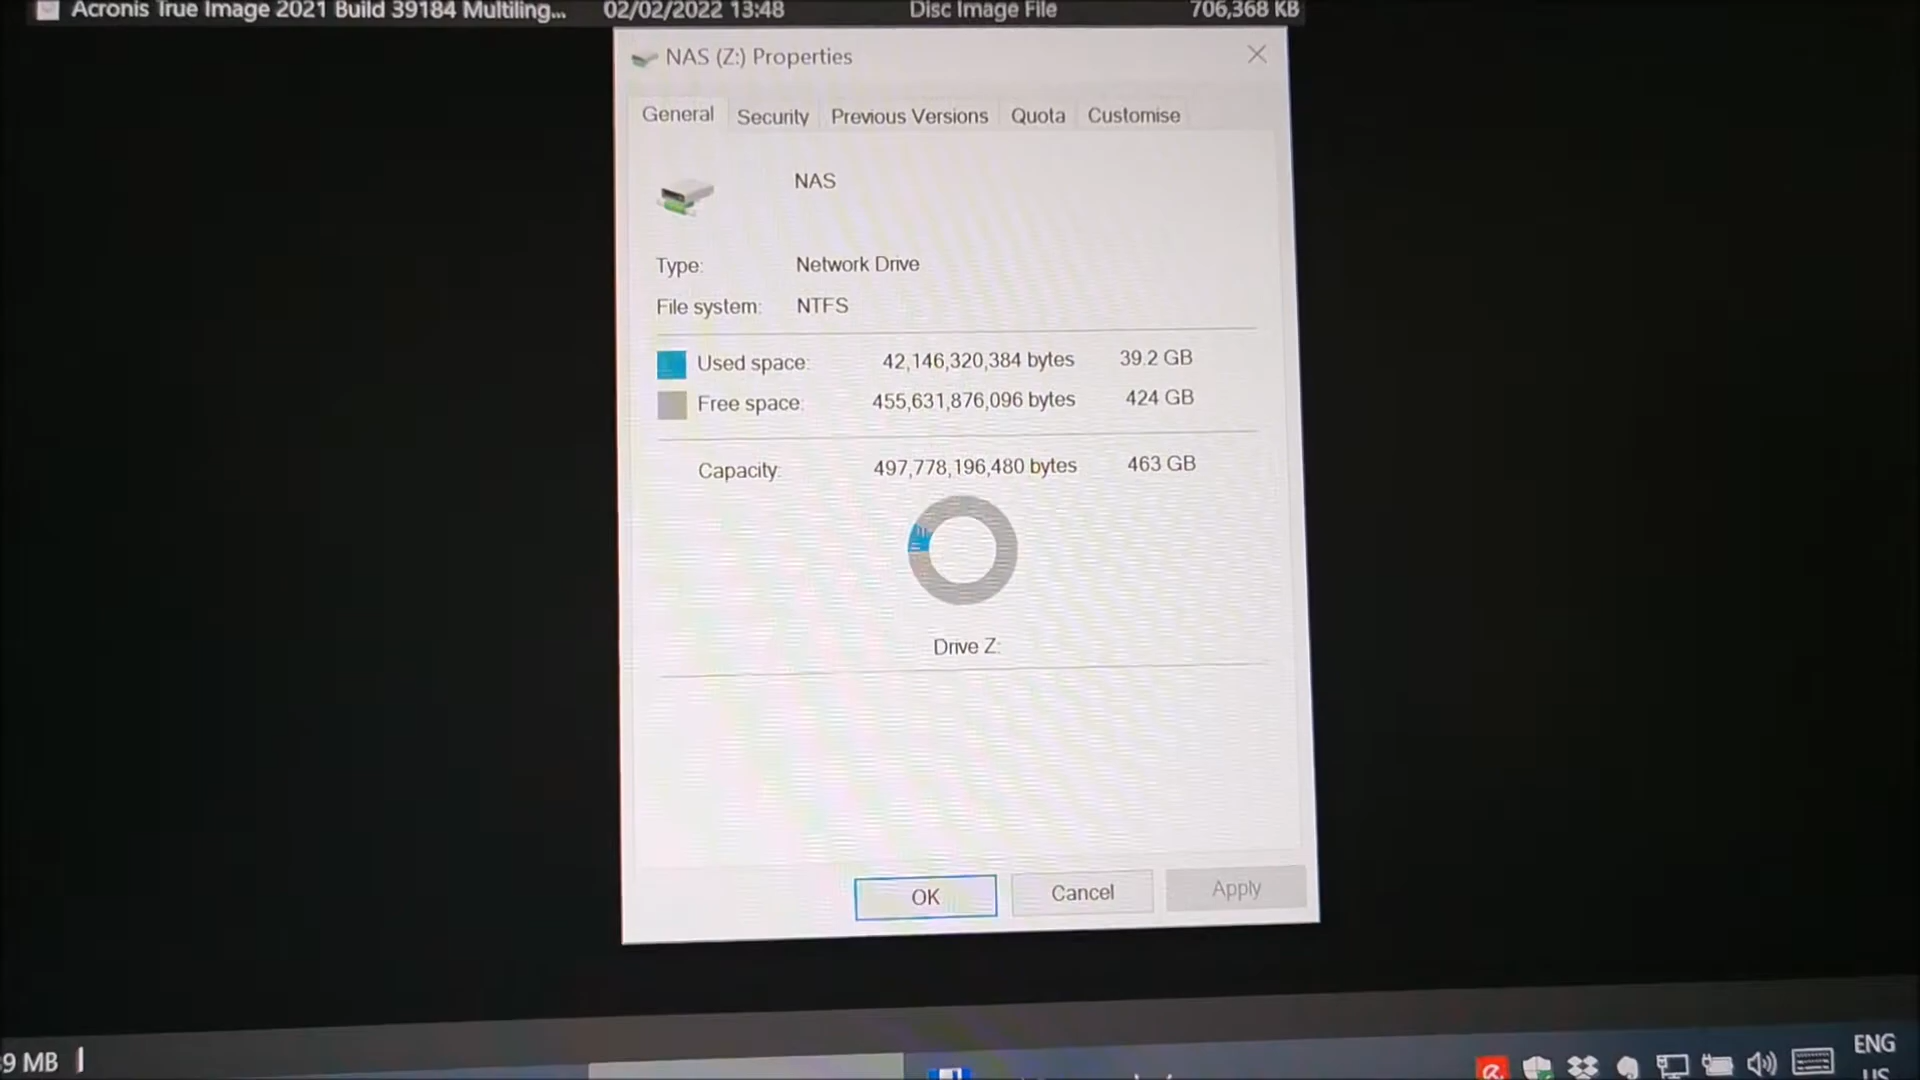 Acronis True Image 2021 Build 39184 Multiling... 02/02/2022 13:48 Disc Image File 706,368 KB
NAS (Z:) Properties
General Security Previous Versions Quota Customise
NAS
Type: Network Drive
File system: NTFS
Used space: 42,146,320,384 bytes 39.2 GB
Free space: 455,631,876,096 bytes 424 GB
Capacity: 497,778,196,480 bytes 463 GB
Drive Z:
OK Cancel Apply
9 MB
ENG
US